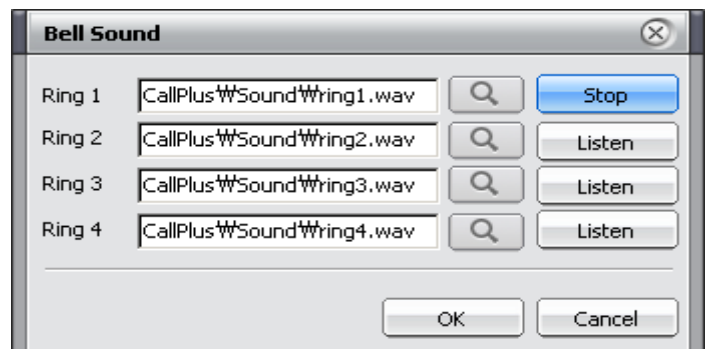 Bell Sound
Ring 1 CallPlus₩Sound₩ring1.wav Stop
Ring 2 CallPlus₩Sound₩ring2.wav Listen
Ring 3 CallPlus₩Sound₩ring3.wav Listen
Ring 4 CallPlus₩Sound₩ring4.wav Listen
OK Cancel